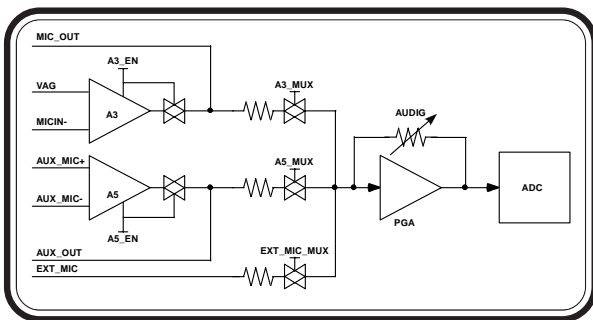 MIC_OUT
A3_EN
VAG
A3_MUX
AUDIG
MICIN-
A3
AUX_MIC+
A5_MUX
A5
ADC
AUX_MIC-
PGA
A5_EN
AUX_OUT
EXT_MIC_MUX
EXT_MIC